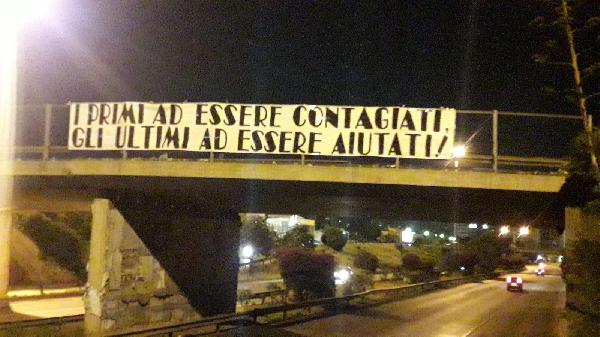 I PRIMI AD ESSERE CONTAGIATI,
GLI ULTIMI AD ESSERE AIUTATI!